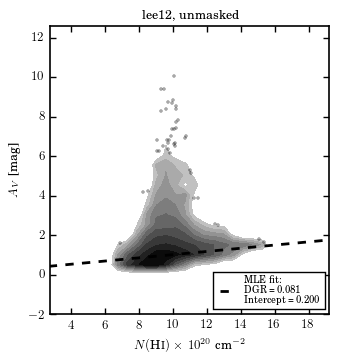 lee12, unmasked
12
10
8
6
4
2
0
−2
A_V [mag]
4 6 8 10 12 14 16 18
N(HI) × 10^20 cm^−2
MLE fit:
DGR = 0.081
Intercept = 0.200